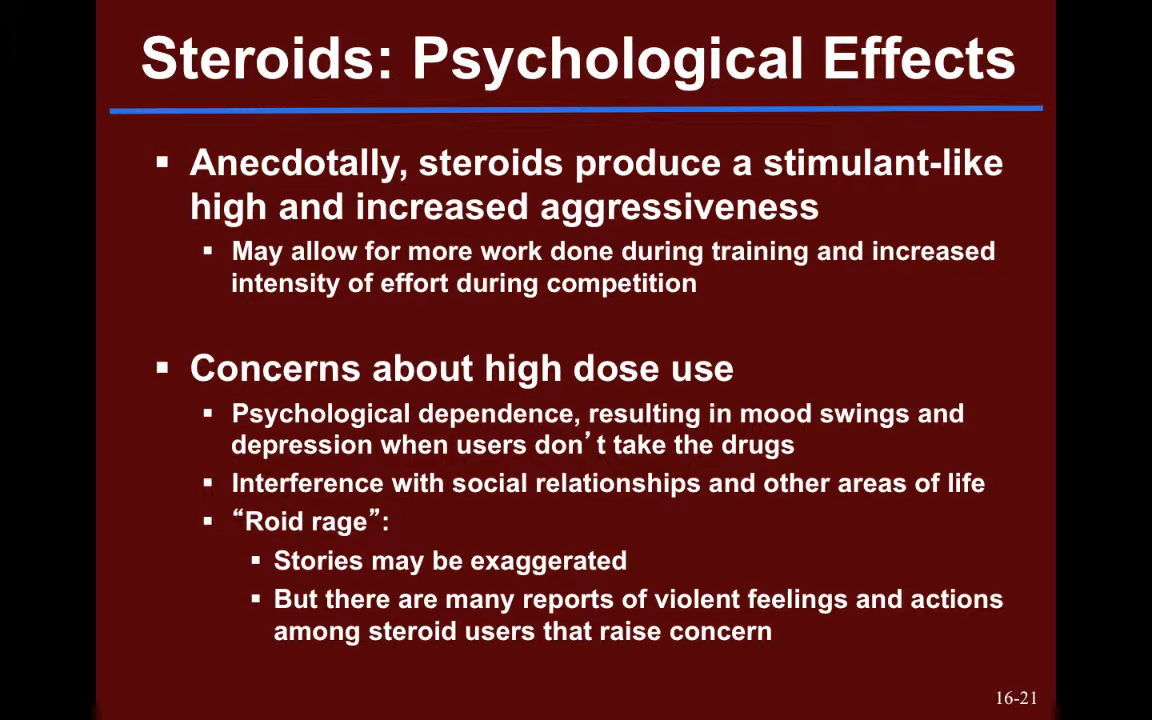 Steroids: Psychological Effects
▪ Anecdotally, steroids produce a stimulant-like
high and increased aggressiveness
▪ May allow for more work done during training and increased
intensity of effort during competition
▪ Concerns about high dose use
▪ Psychological dependence, resulting in mood swings and
depression when users don’t take the drugs
▪ Interference with social relationships and other areas of life
▪ “Roid rage”:
▪ Stories may be exaggerated
▪ But there are many reports of violent feelings and actions
among steroid users that raise concern
16-21